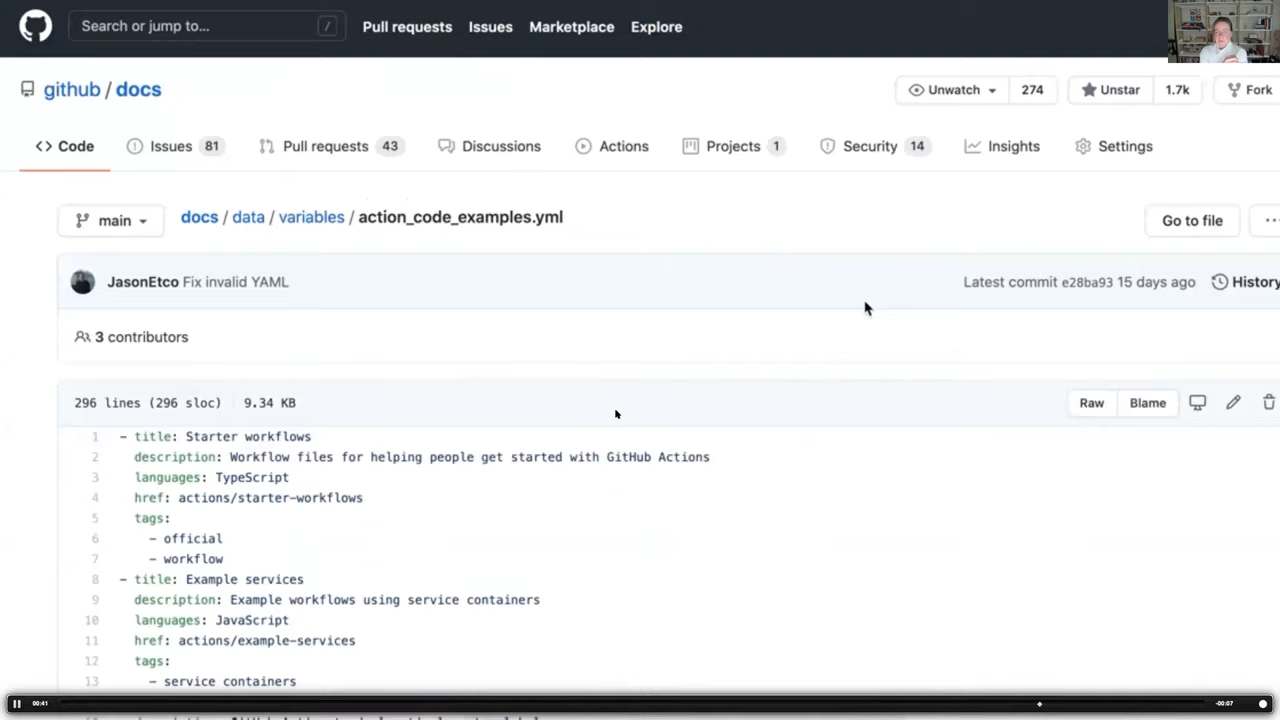 Search or jump to... / Pull requests Issues Marketplace Explore
github / docs Unwatch 274 Unstar 1.7k Fork
Code Issues 81 Pull requests 43 Discussions Actions Projects 1 Security 14 Insights Settings
main docs / data / variables / action_code_examples.yml Go to file ...
JasonEtco Fix invalid YAML Latest commit e28ba93 15 days ago History
3 contributors
296 lines (296 sloc) 9.34 KB Raw Blame
1 - title: Starter workflows
2 description: Workflow files for helping people get started with GitHub Actions
3 languages: TypeScript
4 href: actions/starter-workflows
5 tags:
6 - official
7 - workflow
8 - title: Example services
9 description: Example workflows using service containers
10 languages: JavaScript
11 href: actions/example-services
12 tags:
13 - service containers
00:41 -00:07